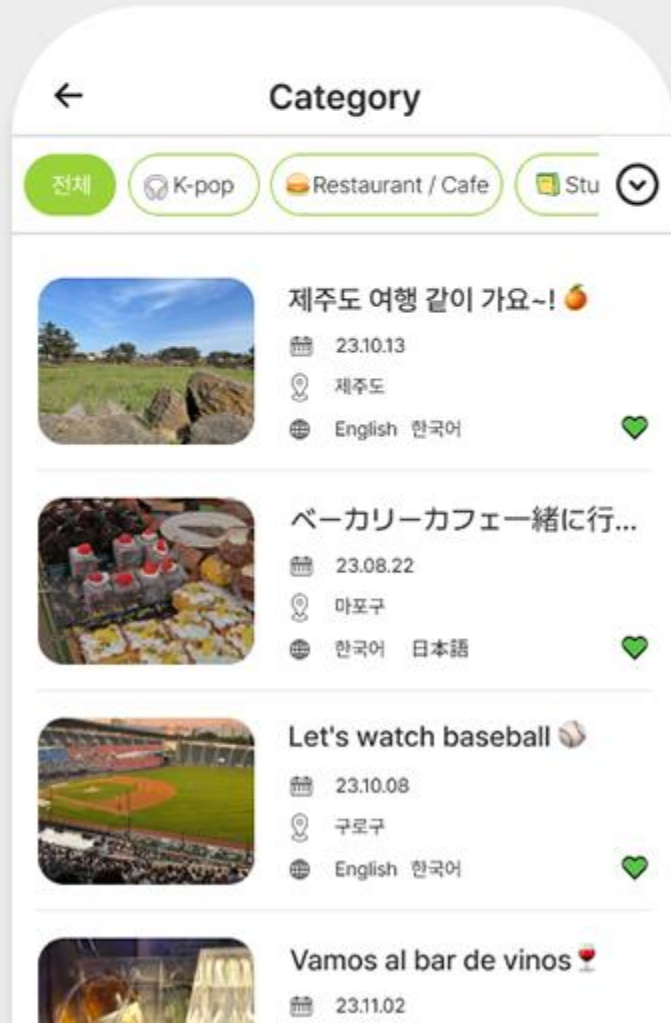 Category
전체 K-pop Restaurant / Cafe Stu
제주도 여행 같이 가요~!
23.10.13
제주도
English 한국어
ベーカリーカフェ一緒に行...
23.08.22
마포구
한국어 日本語
Let's watch baseball
23.10.08
구로구
English 한국어
Vamos al bar de vinos
23.11.02